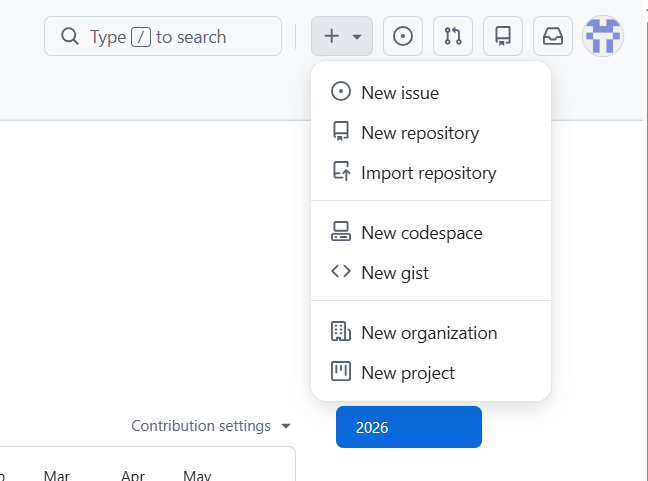 Type / to search
New issue
New repository
Import repository
New codespace
New gist
New organization
New project
Contribution settings
2026
Mar Apr May